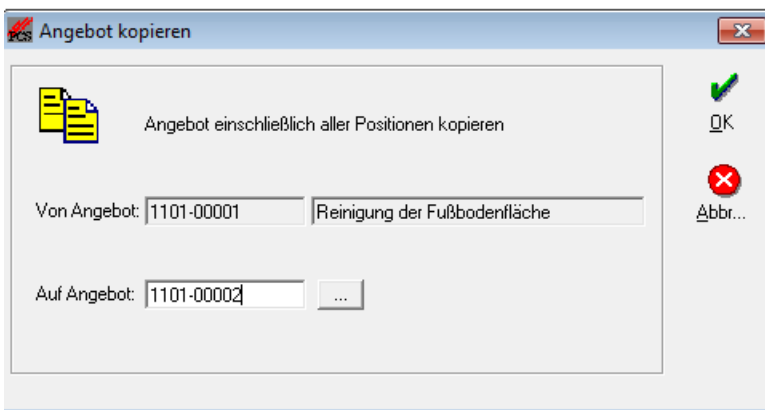 PCS Angebot kopieren
Angebot einschließlich aller Positionen kopieren
OK
Von Angebot: 1101-00001 Reinigung der Fußbodenfläche
Abbr...
Auf Angebot: 1101-00002 ...